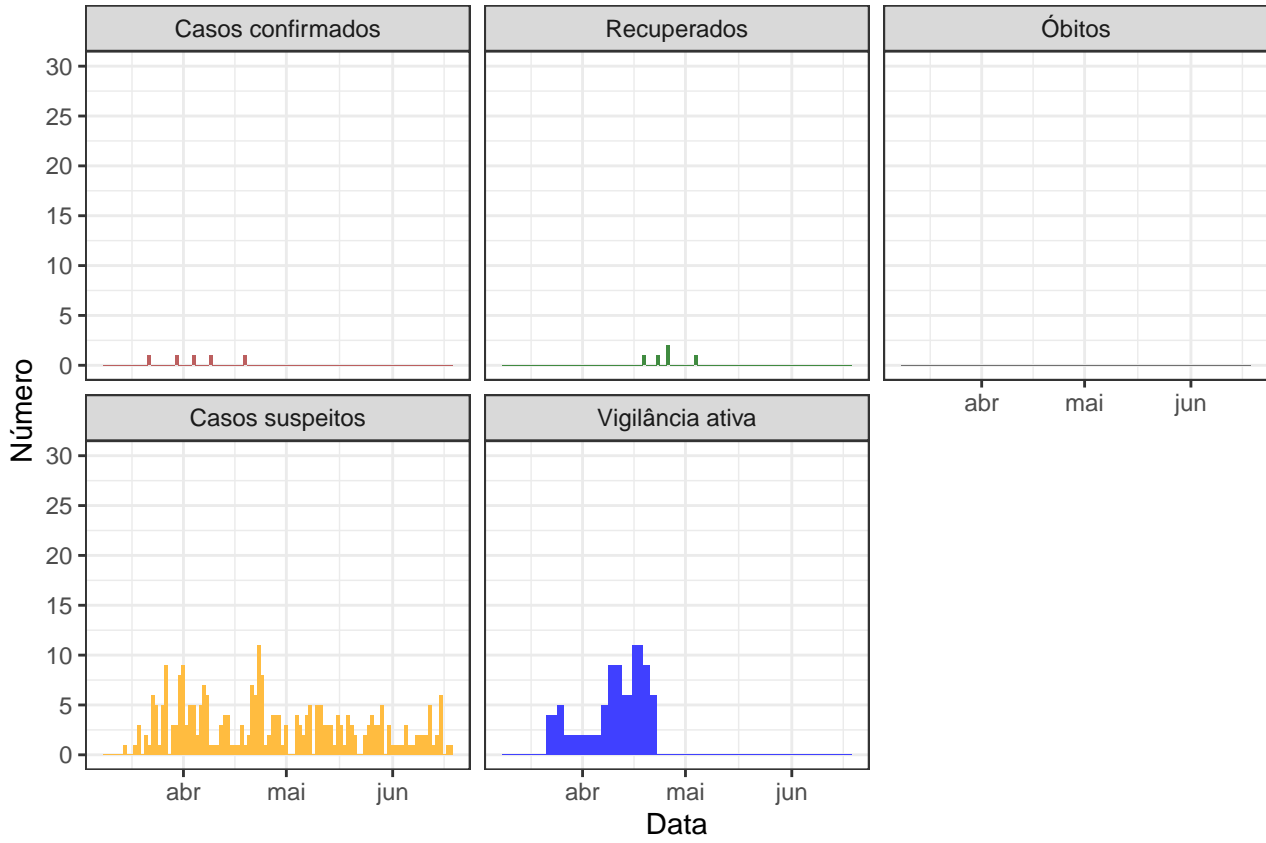 Casos confirmados
Recuperados
Óbitos
30
25
20
15
10
5
0
abr mai jun
Casos suspeitos
Vigilância ativa
30
25
20
15
10
5
0
abr mai jun
abr mai jun
Número
Data